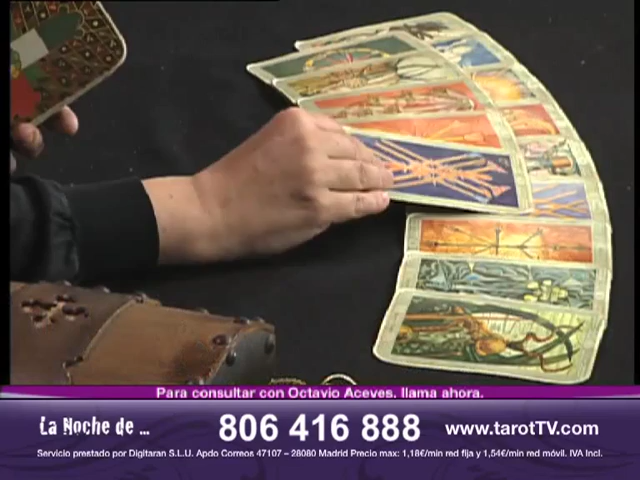 Para consultar con Octavio Aceves, llama ahora.
La Noche de ... 806 416 888 www.tarotTV.com
Servicio prestado por Digitaran S.L.U. Apdo Correos 47107 – 28080 Madrid Precio max: 1,18€/min red fija y 1,54€/min red móvil. IVA Incl.